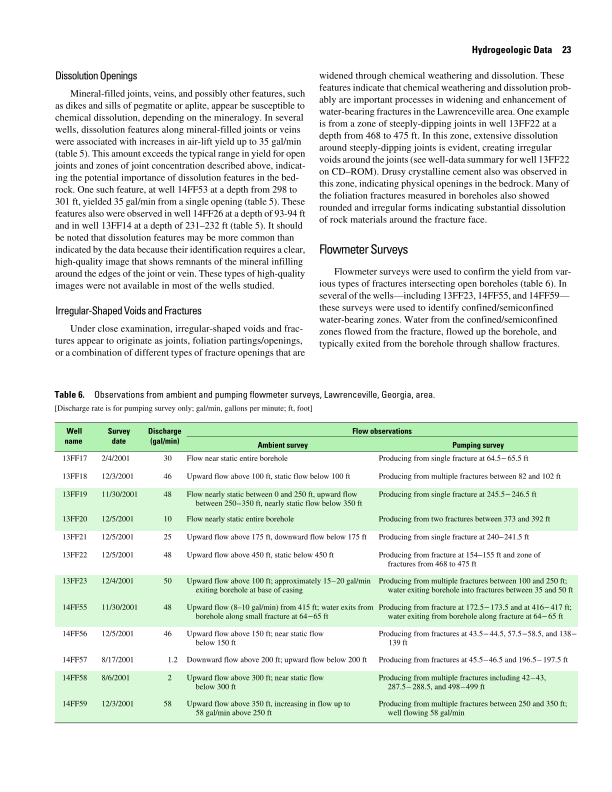 Hydrogeologic Data 23
Dissolution Openings
Mineral-filled joints, veins, and possibly other features, such
as dikes and sills of pegmatite or aplite, appear be susceptible to
chemical dissolution, depending on the mineralogy. In several
wells, dissolution features along mineral-filled joints or veins
were associated with increases in air-lift yield up to 35 gal/min
(table 5). This amount exceeds the typical range in yield for open
joints and zones of joint concentration described above, indicat-
ing the potential importance of dissolution features in the bed-
rock. One such feature, at well 14FF53 at a depth from 298 to
301 ft, yielded 35 gal/min from a single opening (table 5). These
features also were observed in well 14FF26 at a depth of 93-94 ft
and in well 13FF14 at a depth of 231–232 ft (table 5). It should
be noted that dissolution features may be more common than
indicated by the data because their identification requires a clear,
high-quality image that shows remnants of the mineral infilling
around the edges of the joint or vein. These types of high-quality
images were not available in most of the wells studied.
Irregular-Shaped Voids and Fractures
Under close examination, irregular-shaped voids and frac-
tures appear to originate as joints, foliation partings/openings,
or a combination of different types of fracture openings that are
widened through chemical weathering and dissolution. These
features indicate that chemical weathering and dissolution prob-
ably are important processes in widening and enhancement of
water-bearing fractures in the Lawrenceville area. One example
is from a zone of steeply-dipping joints in well 13FF22 at a
depth from 468 to 475 ft. In this zone, extensive dissolution
around steeply-dipping joints is evident, creating irregular
voids around the joints (see well-data summary for well 13FF22
on CD–ROM). Drusy crystalline cement also was observed in
this zone, indicating physical openings in the bedrock. Many of
the foliation fractures measured in boreholes also showed
rounded and irregular forms indicating substantial dissolution
of rock materials around the fracture face.
Flowmeter Surveys
Flowmeter surveys were used to confirm the yield from var-
ious types of fractures intersecting open boreholes (table 6). In
several of the wells—including 13FF23, 14FF55, and 14FF59—
these surveys were used to identify confined/semiconfined
water-bearing zones. Water from the confined/semiconfined
zones flowed from the fracture, flowed up the borehole, and
typically exited from the borehole through shallow fractures.
Table 6. Observations from ambient and pumping flowmeter surveys, Lawrenceville, Georgia, area.
[Discharge rate is for pumping survey only; gal/min, gallons per minute; ft, foot]
Well name Survey date Discharge (gal/min) Flow observations
Ambient survey Pumping survey
13FF17 2/4/2001 30 Flow near static entire borehole Producing from single fracture at 64.5−65.5 ft
13FF18 12/3/2001 46 Upward flow above 100 ft, static flow below 100 ft Producing from multiple fractures between 82 and 102 ft
13FF19 11/30/2001 48 Flow nearly static between 0 and 250 ft, upward flow Producing from single fracture at 245.5−246.5 ft
between 250−350 ft, nearly static flow below 350 ft
13FF20 12/5/2001 10 Flow nearly static entire borehole Producing from two fractures between 373 and 392 ft
13FF21 12/5/2001 25 Upward flow above 175 ft, downward flow below 175 ft Producing from single fracture at 240−241.5 ft
13FF22 12/5/2001 48 Upward flow above 450 ft, static below 450 ft Producing from fracture at 154−155 ft and zone of
fractures from 468 to 475 ft
13FF23 12/4/2001 50 Upward flow above 100 ft; approximately 15−20 gal/min Producing from multiple fractures between 100 and 250 ft;
exiting borehole at base of casing water exiting borehole into fractures between 35 and 50 ft
14FF55 11/30/2001 48 Upward flow (8–10 gal/min) from 415 ft; water exits from Producing from fracture at 172.5−173.5 and at 416−417 ft;
borehole along small fracture at 64−65 ft water exiting from borehole along fracture at 64−65 ft
14FF56 12/5/2001 46 Upward flow above 150 ft; near static flow Producing from fractures at 43.5−44.5, 57.5−58.5, and 138−
below 150 ft 139 ft
14FF57 8/17/2001 1.2 Downward flow above 200 ft; upward flow below 200 ft Producing from fractures at 45.5−46.5 and 196.5−197.5 ft
14FF58 8/6/2001 2 Upward flow above 300 ft; near static flow Producing from multiple fractures including 42−43,
below 300 ft 287.5−288.5, and 498−499 ft
14FF59 12/3/2001 58 Upward flow above 350 ft, increasing in flow up to Producing from multiple fractures between 250 and 350 ft;
58 gal/min above 250 ft well flowing 58 gal/min